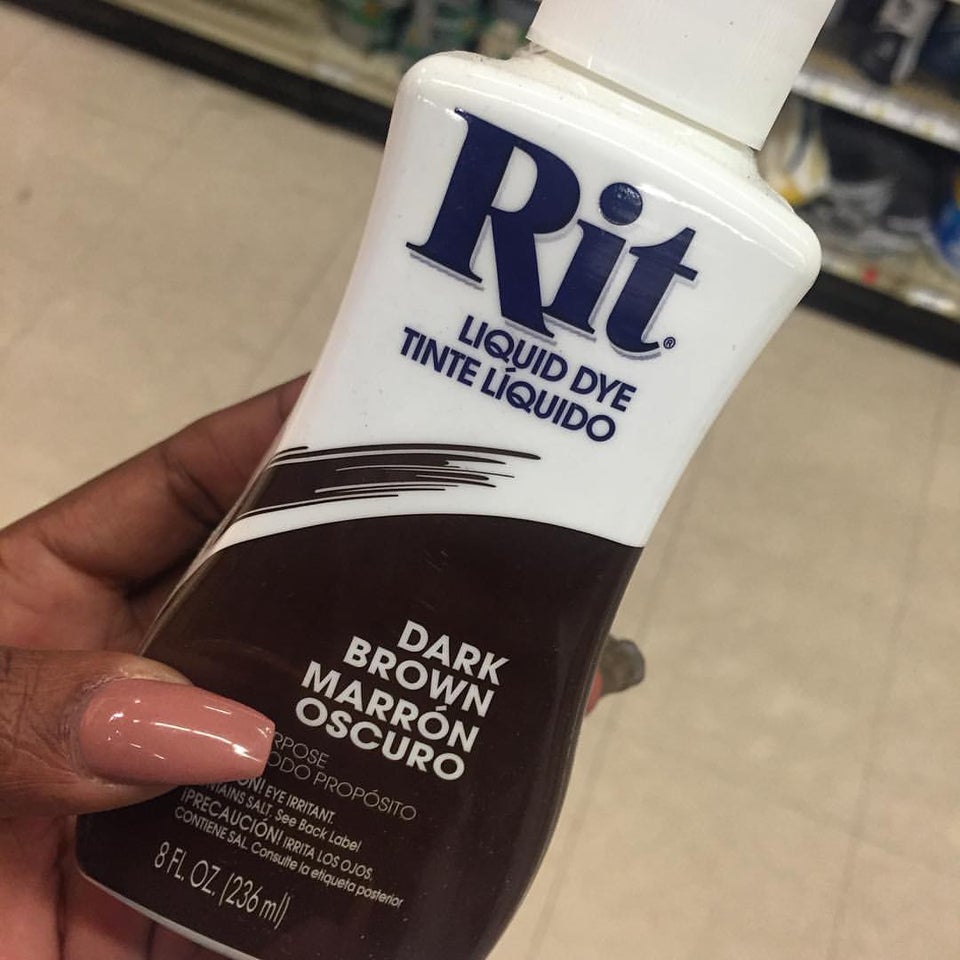 Rit®
LIQUID DYE
TINTE LÍQUIDO
DARK
BROWN
MARRÓN
OSCURO
EYE IRRITANT.
SALT. See Back Label
PROPÓSITO
¡PRECAUCIÓN! IRRITA LOS OJOS.
CONTIENE SAL. Consulte la etiqueta posterior
8 FL. OZ. (236 ml)